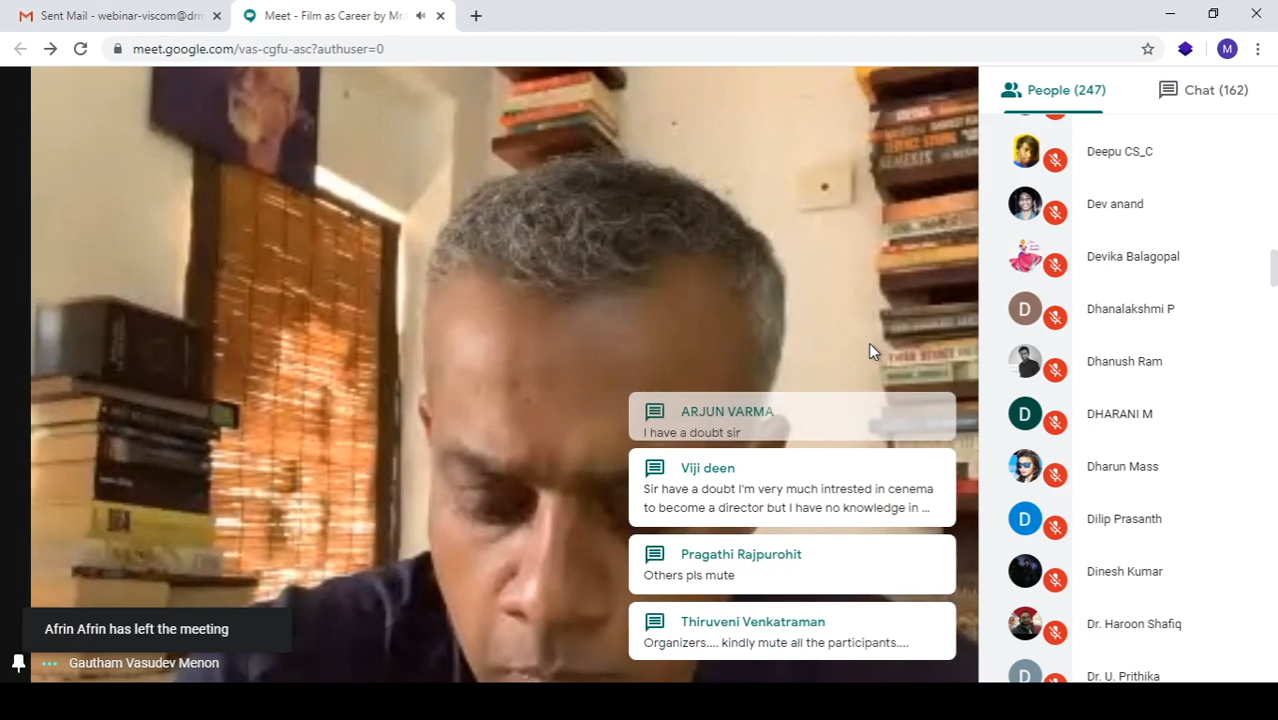 Sent Mail - webinar-viscom@drn
Meet - Film as Career by Mr.
meet.google.com/vas-cgfu-asc?authuser=0
M
People (247)
Chat (162)
Deepu CS_C
Dev anand
Devika Balagopal
D
Dhanalakshmi P
Dhanush Ram
D
DHARANI M
Dharun Mass
D
Dilip Prasanth
Dinesh Kumar
Dr. Haroon Shafiq
D
Dr. U. Prithika
NEMESIS
ARJUN VARMA
I have a doubt sir
Viji deen
Sir have a doubt I'm very much intrested in cenema
to become a director but I have no knowledge in ...
Pragathi Rajpurohit
Others pls mute
Thiruveni Venkatraman
Organizers.... kindly mute all the participants....
Afrin Afrin has left the meeting
Gautham Vasudev Menon